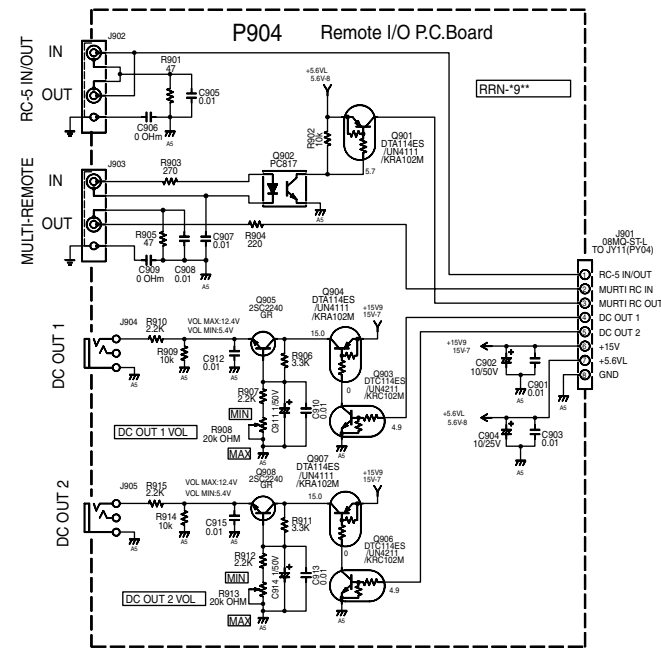 P904 Remote I/O P.C.Board
RRN-*9**
RC-5 IN/OUT
IN
OUT
J902
R901
47
C905
0.01
C906
0 OHm
A5
MULTI-REMOTE
IN
OUT
J903
R903
270
R905
47
C907
0.01
C909
0 OHm
C908
0.01
A5
R904
220
Q902
PC817
A5
+5.6VL
5.6V-8
R902
10k
Q901
DTA114ES
/UN4111
/KRA102M
5.7
J901
08MQ-ST-L
TO JY11(PY04)
1 RC-5 IN/OUT
2 MURTI RC IN
3 MURTI RC OUT
4 DC OUT 1
5 DC OUT 2
6 +15V
7 +5.6VL
8 GND
A5
+15V9
15V-7
C902
10/50V
C901
0.01
A5
+5.6VL
5.6V-8
C904
10/25V
C903
0.01
A5
DC OUT 1
J904
R910
2.2K
A5
R909
10k
A5
VOL MAX:12.4V
VOL MIN:5.4V
C912
0.01
A5
Q905
2SC2240
GR
15.0
R906
3.3K
R907
2.2K
MIN
R908
20k OHM
DC OUT 1 VOL
MAX
A5
C911 1/50V
C910
0.01
Q904
DTA114ES
/UN4111
/KRA102M
+15V9
15V-7
0
Q903
DTC114ES
/UN4211
/KRC102M
4.9
A5
DC OUT 2
J905
R915
2.2K
A5
R914
10k
A5
VOL MAX:12.4V
VOL MIN:5.4V
C915
0.01
A5
Q908
2SC2240
GR
15.0
R911
3.3K
R912
2.2K
MIN
R913
20k OHM
DC OUT 2 VOL
MAX
A5
C914 1/50V
C913
0.01
Q907
DTA114ES
/UN4111
/KRA102M
+15V9
15V-7
0
Q906
DTC114ES
/UN4211
/KRC102M
4.9
A5